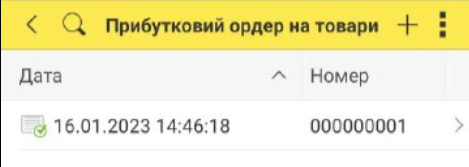 Прибутковий ордер на товари
Дата Номер
16.01.2023 14:46:18 000000001